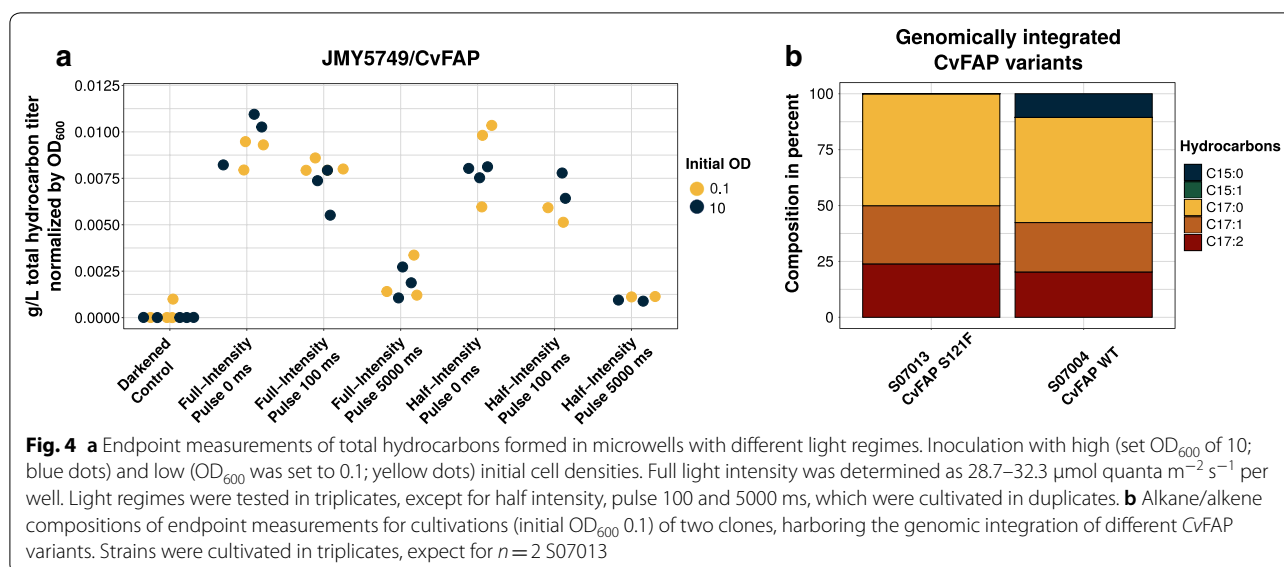 a
JMY5749/CvFAP
g/L total hydrocarbon titer
normalized by OD600
0.0125
0.0100
0.0075
0.0050
0.0025
0.0000
Darkened
Control
Full−Intensity
Pulse 0 ms
Full−Intensity
Pulse 100 ms
Full−Intensity
Pulse 5000 ms
Half−Intensity
Pulse 0 ms
Half−Intensity
Pulse 100 ms
Half−Intensity
Pulse 5000 ms
Initial OD
0.1
10
b
Genomically integrated
CvFAP variants
Composition in percent
100
75
50
25
0
S07013
CvFAP S121F
S07004
CvFAP WT
Hydrocarbons
C15:0
C15:1
C17:0
C17:1
C17:2
Fig. 4 a Endpoint measurements of total hydrocarbons formed in microwells with different light regimes. Inoculation with high (set OD600 of 10;
blue dots) and low (OD600 was set to 0.1; yellow dots) initial cell densities. Full light intensity was determined as 28.7–32.3 μmol quanta m−2 s−1 per
well. Light regimes were tested in triplicates, except for half intensity, pulse 100 and 5000 ms, which were cultivated in duplicates. b Alkane/alkene
compositions of endpoint measurements for cultivations (initial OD600 0.1) of two clones, harboring the genomic integration of different CvFAP
variants. Strains were cultivated in triplicates, expect for n = 2 S07013